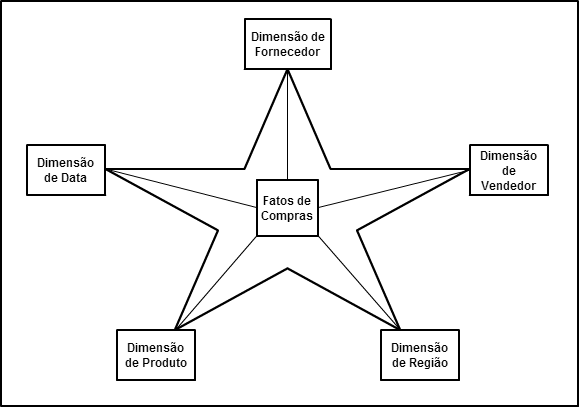 Dimensão de
Fornecedor
Dimensão
de Data
Dimensão
de
Vendedor
Fatos de
Compras
Dimensão
de Produto
Dimensão
de Região